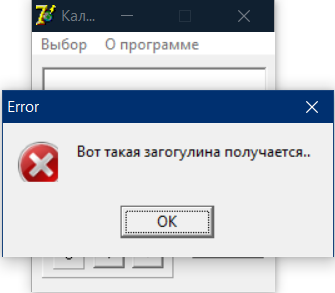 Кал...
Выбор О программе
Error
Вот такая загогулина получается..
OK